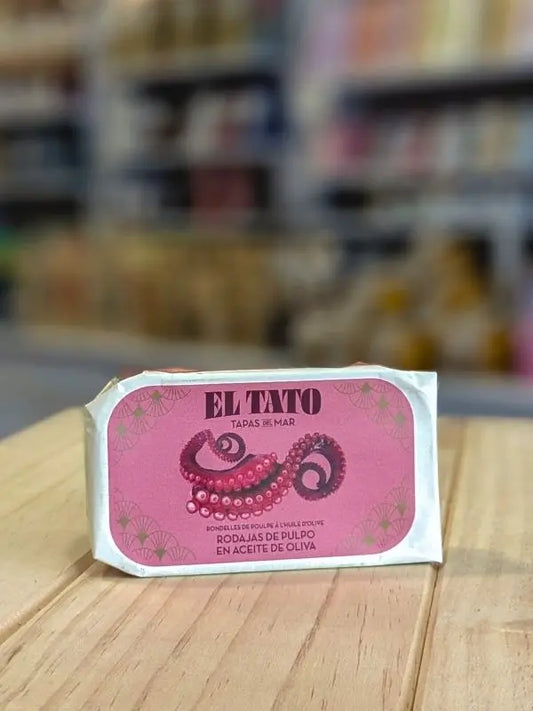 EL TATO
TAPAS DEL MAR
RONDELLES DE POULPE À L'HUILE D'OLIVE
RODAJAS DE PULPO
EN ACEITE DE OLIVA